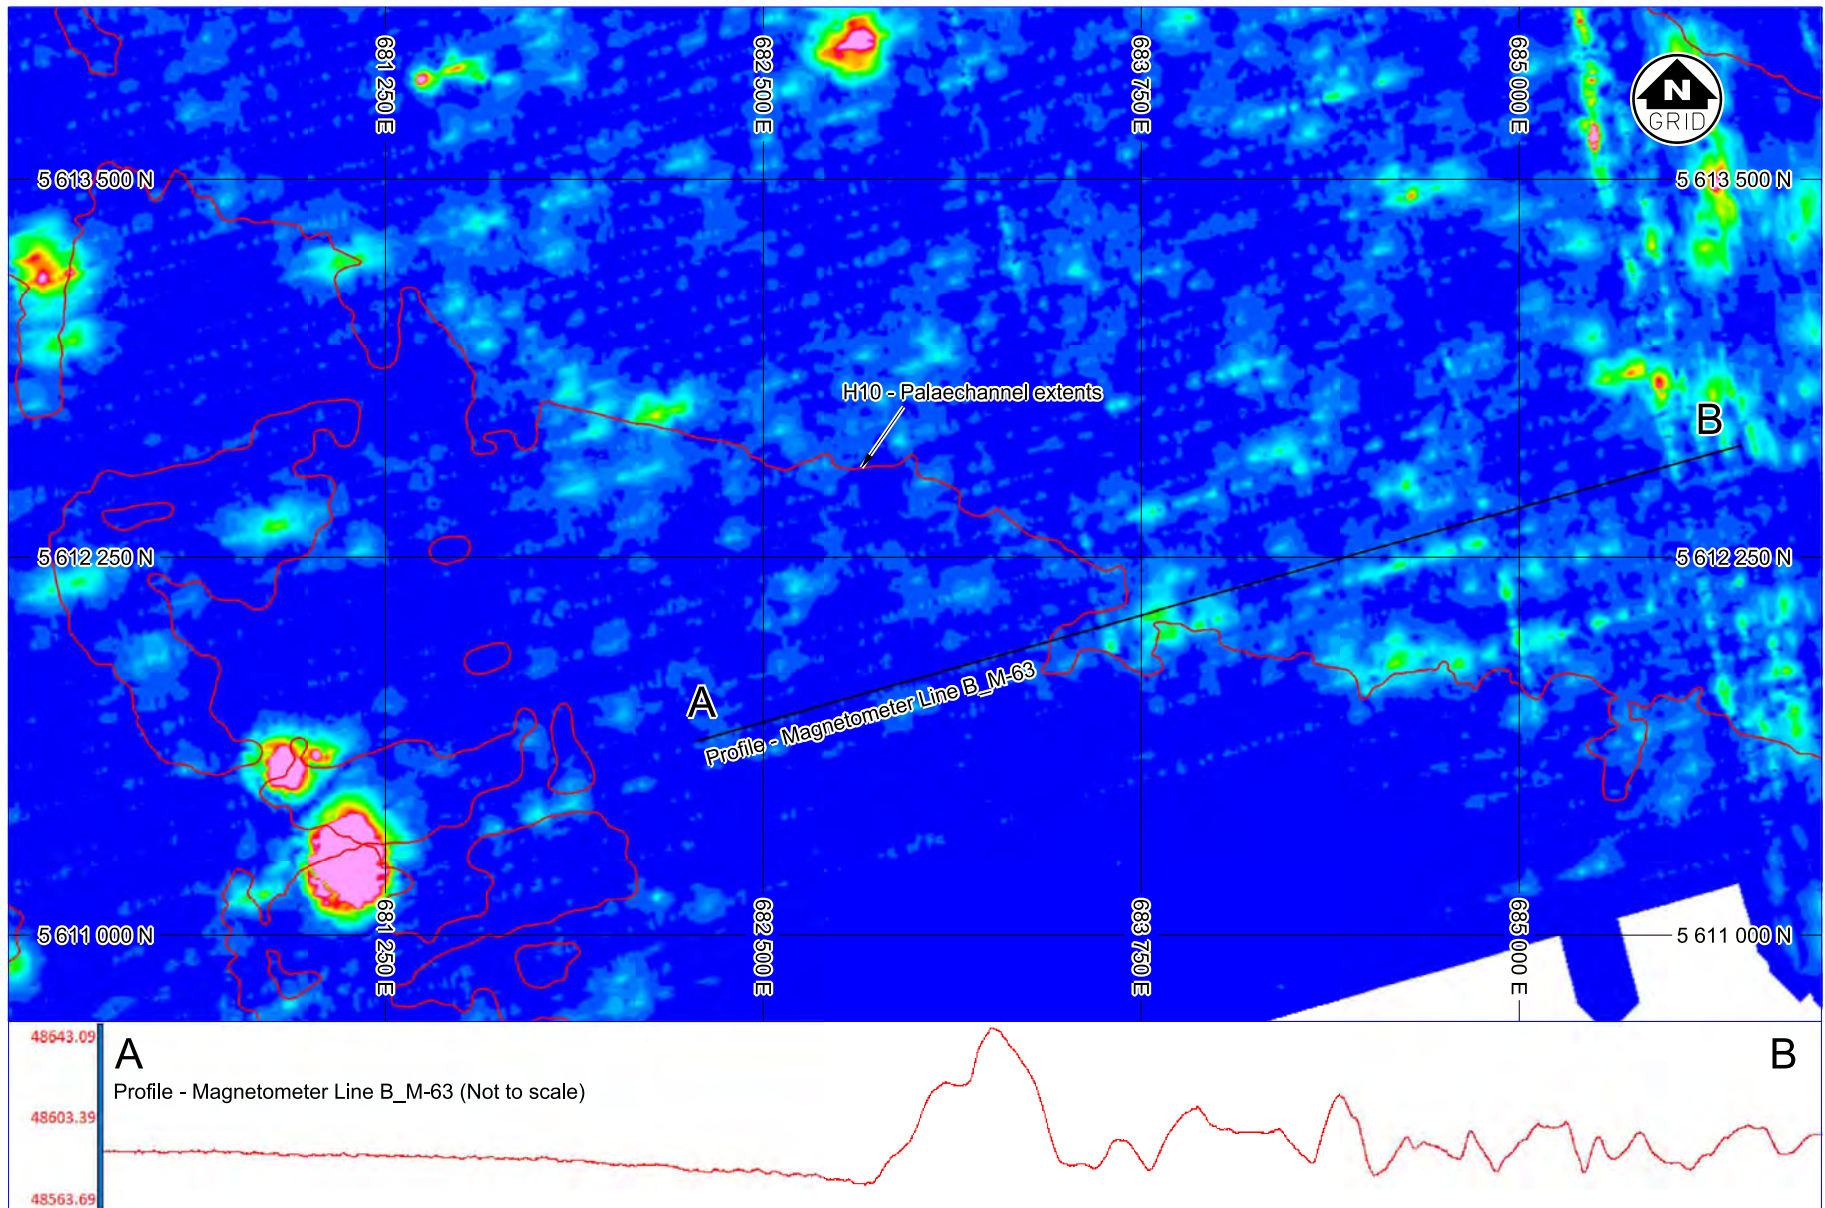 681 250 E
682 500 E
683 750 E
685 000 E
N
GRID
5 613 500 N
5 613 500 N
H10 - Palaechannel extents
B
5 612 250 N
5 612 250 N
A
Profile - Magnetometer Line B_M-63
5 611 000 N
5 611 000 N
681 250 E
682 500 E
683 750 E
685 000 E
48643.09
A
B
Profile - Magnetometer Line B_M-63 (Not to scale)
48603.39
48563.69